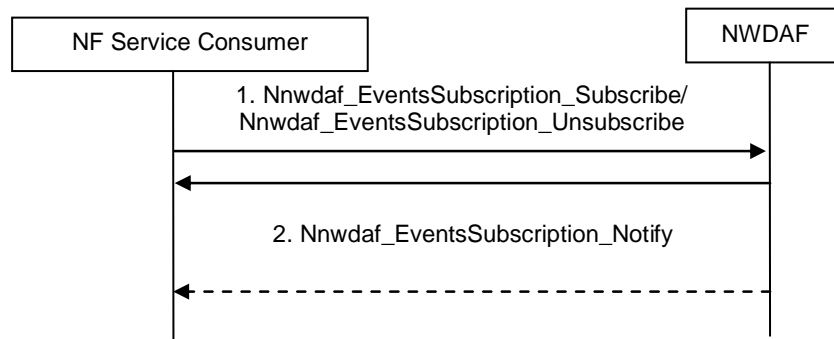 NF Service Consumer
NWDAF
1. Nnwdaf_EventsSubscription_Subscribe/
Nnwdaf_EventsSubscription_Unsubscribe
2. Nnwdaf_EventsSubscription_Notify